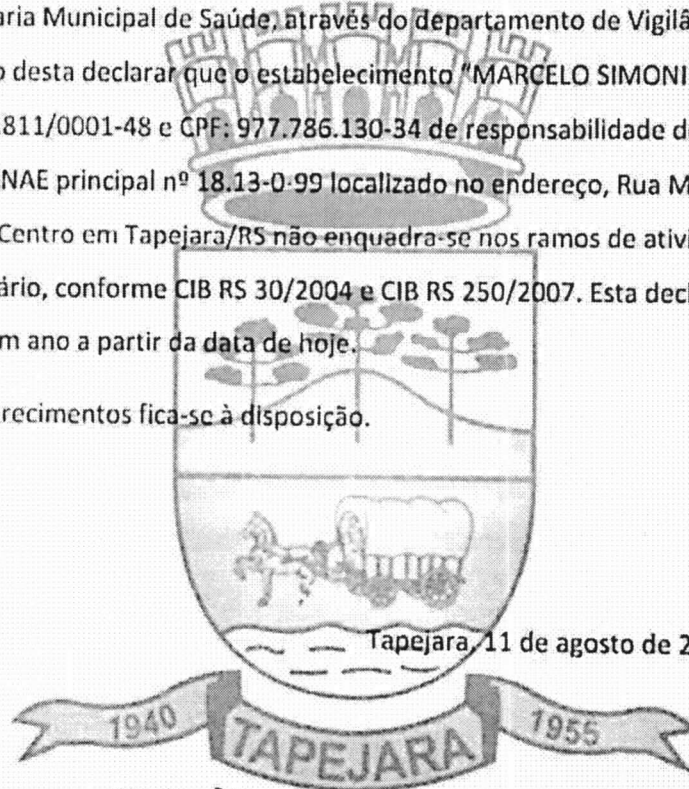 aria Municipal de Saúde, através do departamento de Vigilâ
o desta declarar que o estabelecimento "MARCELO SIMONI
.811/0001-48 e CPF: 977.786.130-34 de responsabilidade d
NAE principal nº 18.13-0-99 localizado no endereço, Rua M
Centro em Tapejara/RS não enquadra-se nos ramos de ativi
ário, conforme CIB RS 30/2004 e CIB RS 250/2007. Esta decl
m ano a partir da data de hoje.
recimentos fica-se à disposição.
Tapejara, 11 de agosto de 2
1940 TAPEJARA 1955